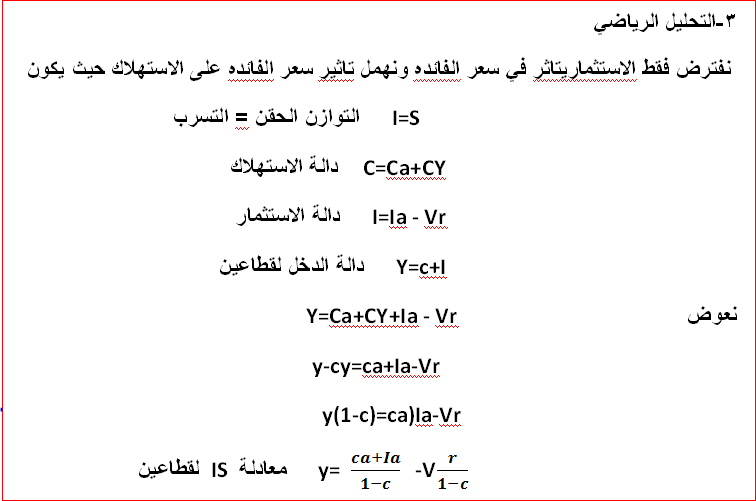 ٣-التحليل الرياضي
نفترض فقط الاستثماريتاثر في سعر الفائده ونهمل تاثير سعر الفائده على الاستهلاك حيث يكون
I=S التوازن الحقن = التسرب
C=Ca+CY دالة الاستهلاك
I=Ia - Vr دالة الاستثمار
Y=c+I دالة الدخل لقطاعين
نعوض Y=Ca+CY+Ia - Vr
y-cy=ca+Ia-Vr
y(1-c)=ca)Ia-Vr
y= \frac{ca+Ia}{1-c} -V\frac{r}{1-c} معادلة IS لقطاعين